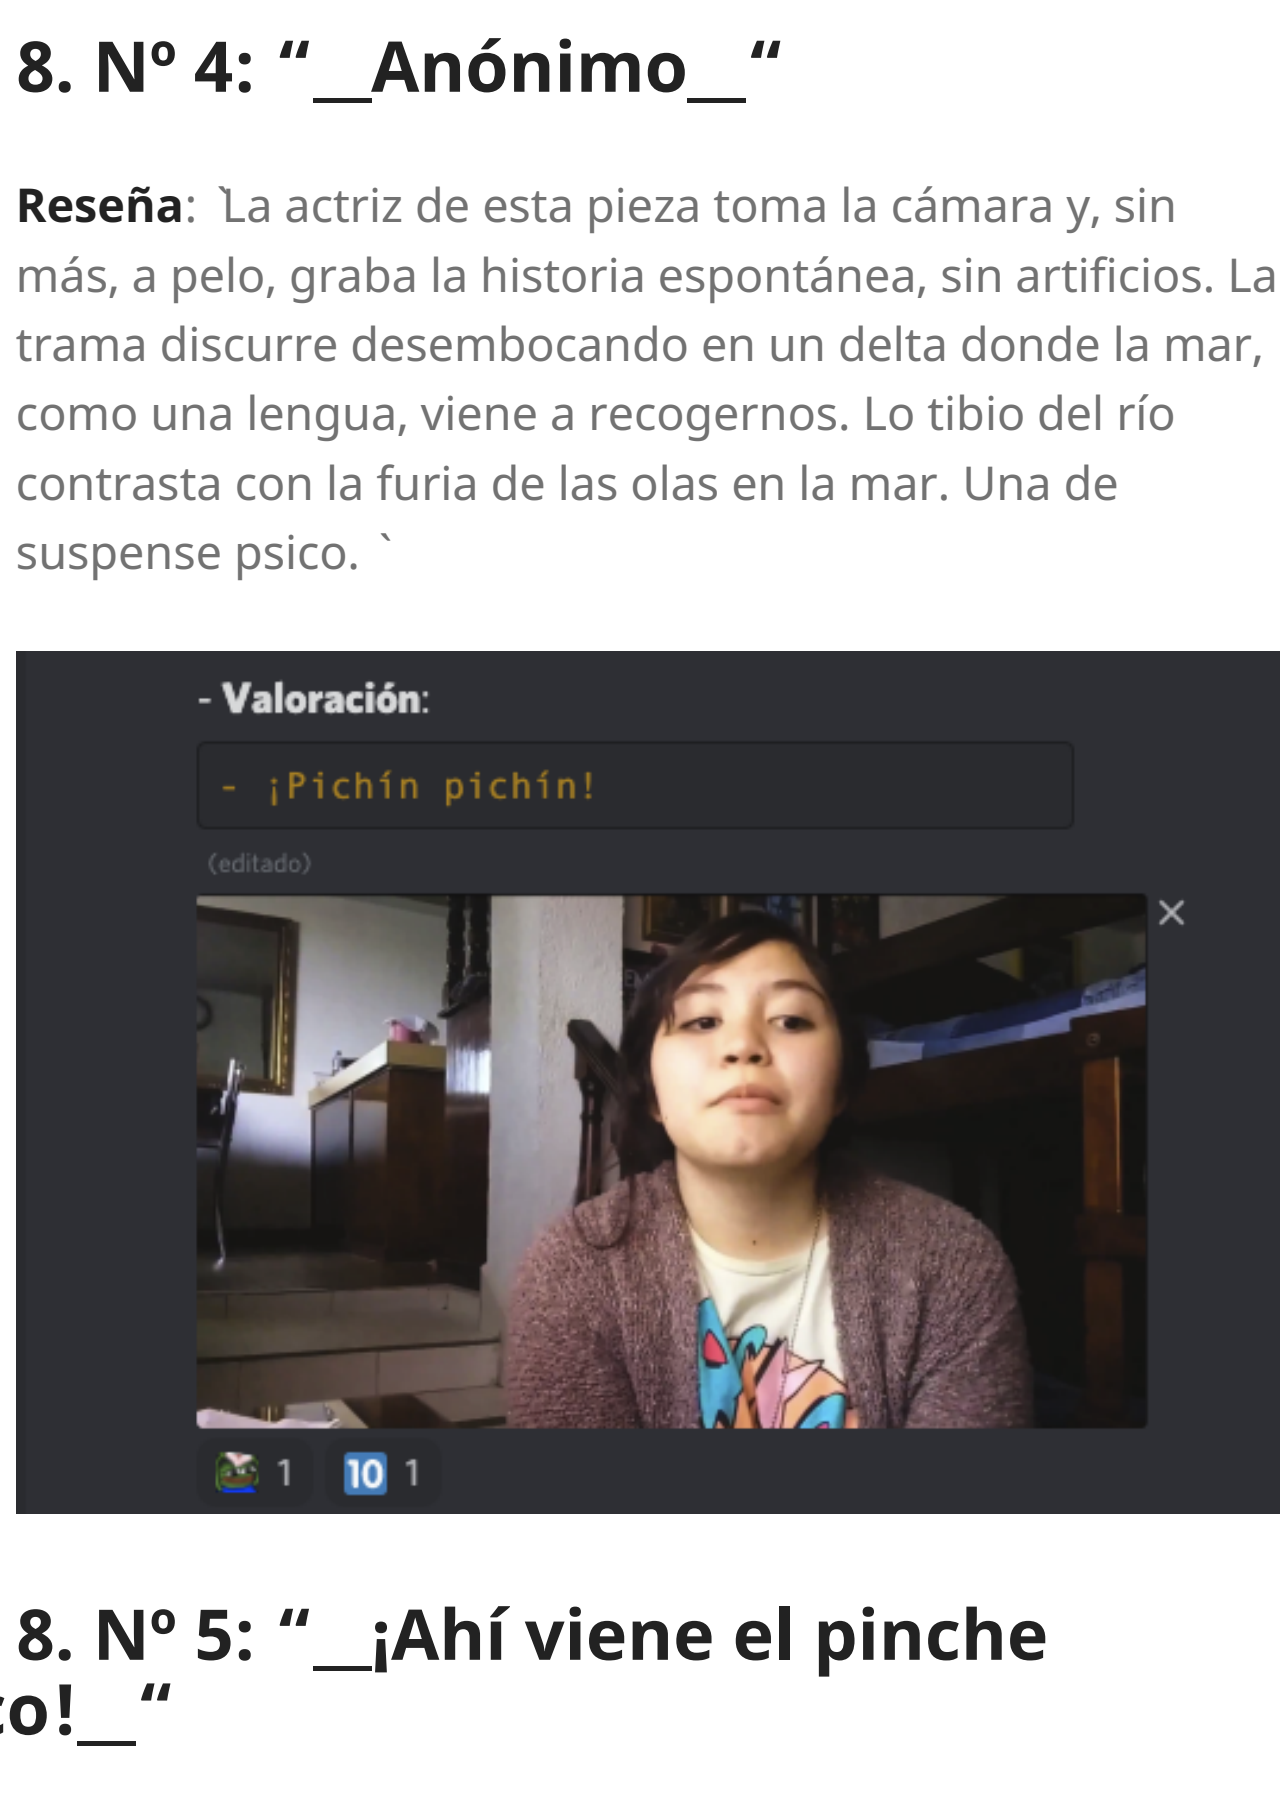 8. Nº 4: “__Anónimo__“
Reseña: `La actriz de esta pieza toma la cámara y, sin
más, a pelo, graba la historia espontánea, sin artificios. La
trama discurre desembocando en un delta donde la mar,
como una lengua, viene a recogernos. Lo tibio del río
contrasta con la furia de las olas en la mar. Una de
suspense psico. `
- Valoración:
- ¡Pichín pichín!
(editado)
1 10 1
8. Nº 5: “__¡Ahí viene el pinche
!__“